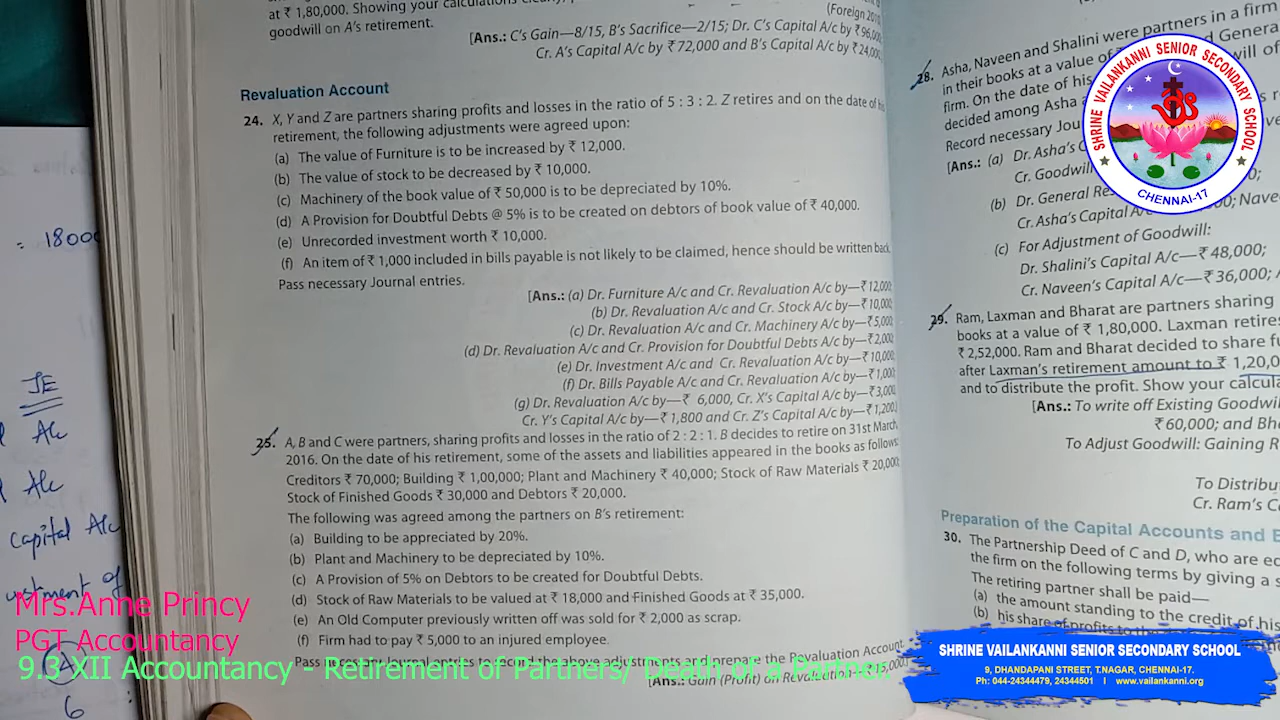 at ₹ 1,80,000. Showing your calculations
goodwill on A's retirement.
(Foreign 201
[Ans.: C's Gain—8/15, B's Sacrifice—2/15; Dr. C's Capital A/c by ₹ 96,000
Cr. A's Capital A/c by ₹ 72,000 and B's Capital A/c by ₹ 24,000
Revaluation Account
24. X, Y and Z are partners sharing profits and losses in the ratio of 5 : 3 : 2. Z retires and on the date of his
retirement, the following adjustments were agreed upon:
(a) The value of Furniture is to be increased by ₹ 12,000.
(b) The value of stock to be decreased by ₹ 10,000.
(c) Machinery of the book value of ₹ 50,000 is to be depreciated by 10%.
(d) A Provision for Doubtful Debts @ 5% is to be created on debtors of book value of ₹ 40,000.
(e) Unrecorded investment worth ₹ 10,000.
(f) An item of ₹ 1,000 included in bills payable is not likely to be claimed, hence should be written back.
Pass necessary Journal entries.
[Ans.: (a) Dr. Furniture A/c and Cr. Revaluation A/c by—₹ 12,000;
(b) Dr. Revaluation A/c and Cr. Stock A/c by—₹ 10,000;
(c) Dr. Revaluation A/c and Cr. Machinery A/c by—₹ 5,000;
(d) Dr. Revaluation A/c and Cr. Provision for Doubtful Debts A/c by—₹ 2,000;
(e) Dr. Investment A/c and Cr. Revaluation A/c by—₹ 10,000;
(f) Dr. Bills Payable A/c and Cr. Revaluation A/c by—₹ 1,000;
(g) Dr. Revaluation A/c by—₹ 6,000, Cr. X's Capital A/c by—₹ 3,000,
Cr. Y's Capital A/c by—₹ 1,800 and Cr. Z's Capital A/c by—₹ 1,200.]
25. A, B and C were partners, sharing profits and losses in the ratio of 2 : 2 : 1. B decides to retire on 31st March
2016. On the date of his retirement, some of the assets and liabilities appeared in the books as follows:
Creditors ₹ 70,000; Building ₹ 1,00,000; Plant and Machinery ₹ 40,000; Stock of Raw Materials ₹ 20,000;
Stock of Finished Goods ₹ 30,000 and Debtors ₹ 20,000.
The following was agreed among the partners on B's retirement:
(a) Building to be appreciated by 20%.
(b) Plant and Machinery to be depreciated by 10%.
(c) A Provision of 5% on Debtors to be created for Doubtful Debts.
(d) Stock of Raw Materials to be valued at ₹ 18,000 and Finished Goods at ₹ 35,000.
(e) An Old Computer previously written off was sold for ₹ 2,000 as scrap.
(f) Firm had to pay ₹ 5,000 to an injured employee.
Pass necessary Journal entries to record the above adjustments and prepare the Revaluation Account
[Ans.: Gain (Profit) on Revaluation
28. Asha, Naveen and Shalini were partners in a firm
in their books at a value of
firm. On the date of his
decided among Asha
Record necessary Jou
[Ans.: (a) Dr. Asha's C
Cr. Goodwill
(b) Dr. General Res
Cr. Asha's Capital A/c
(c) For Adjustment of Goodwill:
Dr. Shalini's Capital A/c—₹ 48,000;
Cr. Naveen's Capital A/c—₹ 36,000;
29. Ram, Laxman and Bharat are partners sharing
books at a value of ₹ 1,80,000. Laxman retires
₹ 2,52,000. Ram and Bharat decided to share fu
after Laxman's retirement amount to ₹ 1,20,0
and to distribute the profit. Show your calcula
[Ans.: To write off Existing Goodwi
₹ 60,000; and Bh
To Adjust Goodwill: Gaining R
To Distribut
Cr. Ram's C
Preparation of the Capital Accounts and B
30. The Partnership Deed of C and D, who are eq
the firm on the following terms by giving a s
The retiring partner shall be paid—
(a) the amount standing to the credit of his
(b) his share of profits to the
= 18000
JE
A/c
A/c
Capital A/c
6
SHRINE VAILANKANNI SENIOR SECONDARY SCHOOL
CHENNAI-17
Mrs.Anne Princy
PGT Accountancy
9.3 XII Accountancy - Retirement of Partners/ Death of a Partner.
SHRINE VAILANKANNI SENIOR SECONDARY SCHOOL
9, DHANDAPANI STREET, T.NAGAR, CHENNAI-17.
Ph: 044-24344479, 24344501 I www.vailankanni.org